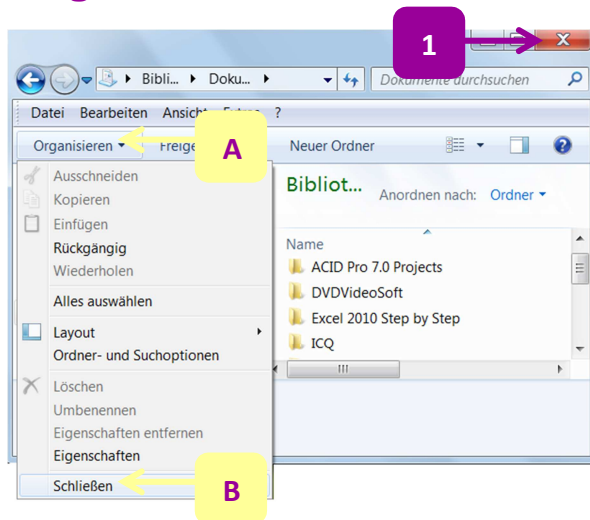 1
X
Bibli... Doku...
Dokumente durchsuchen
Datei Bearbeiten Ansicht Extras ?
A
Organisieren Neuer Ordner ?
Ausschneiden
Kopieren
Einfügen
Rückgängig
Wiederholen
Alles auswählen
Layout
Ordner- und Suchoptionen
Löschen
Umbenennen
Eigenschaften entfernen
Eigenschaften
Schließen
B
Bibliot...
Anordnen nach: Ordner
Name
ACID Pro 7.0 Projects
DVDVideoSoft
Excel 2010 Step by Step
ICQ